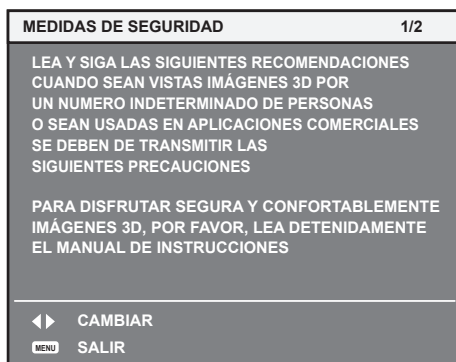 MEDIDAS DE SEGURIDAD 1/2
LEA Y SIGA LAS SIGUIENTES RECOMENDACIONES
CUANDO SEAN VISTAS IMÁGENES 3D POR
UN NUMERO INDETERMINADO DE PERSONAS
O SEAN USADAS EN APLICACIONES COMERCIALES
SE DEBEN DE TRANSMITIR LAS
SIGUIENTES PRECAUCIONES
PARA DISFRUTAR SEGURA Y CONFORTABLEMENTE
IMÁGENES 3D, POR FAVOR, LEA DETENIDAMENTE
EL MANUAL DE INSTRUCCIONES
CAMBIAR
MENU SALIR